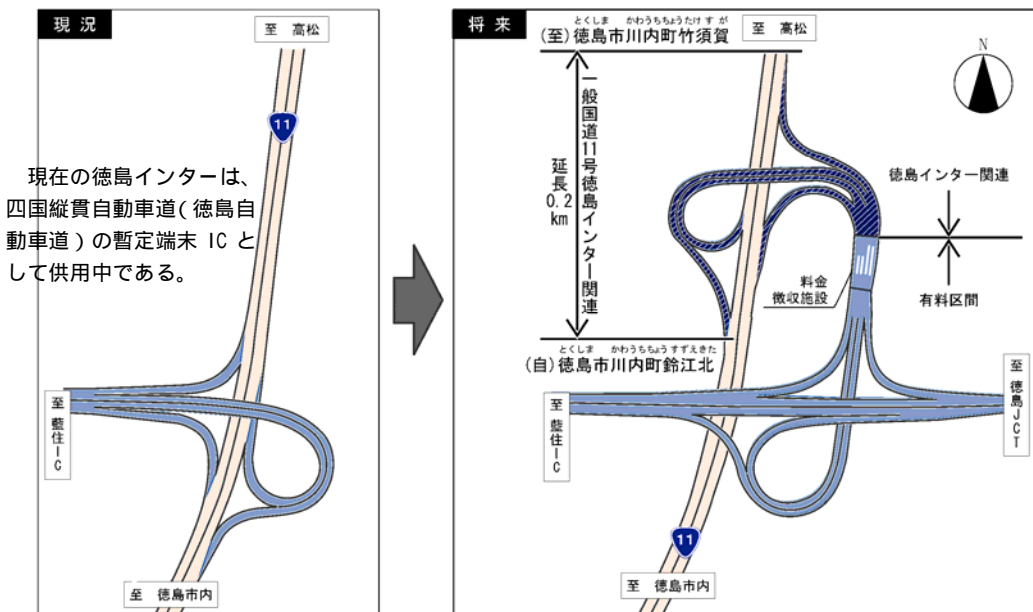 現況
至 高松
11
現在の徳島インターは、
四国縦貫自動車道(徳島自
動車道)の暫定端末 IC と
して供用中である。
至 藍住IC
至 徳島市内
将来
とくしま かわうちちょうたけすが
(至)徳島市川内町竹須賀
至 高松
N
一般国道11号徳島インター関連
延長0.2km
徳島インター関連
料金
徴収施設
有料区間
とくしま かわうちちょうすずえきた
(自)徳島市川内町鈴江北
至 藍住IC
至 徳島JCT
11
至 徳島市内